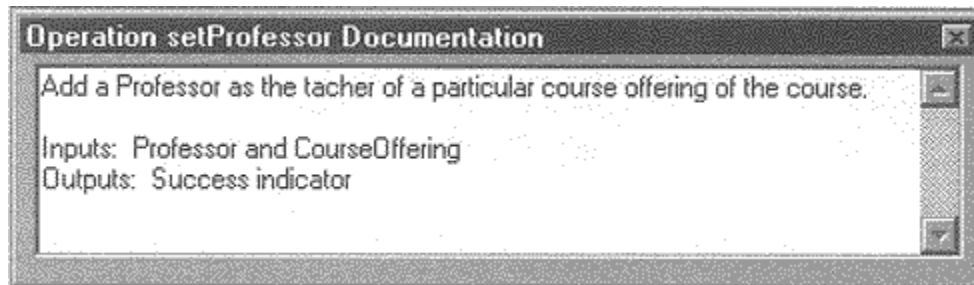 Operation setProfessor Documentation
Add a Professor as the tacher of a particular course offering of the course.
Inputs:  Professor and CourseOffering
Outputs:  Success indicator